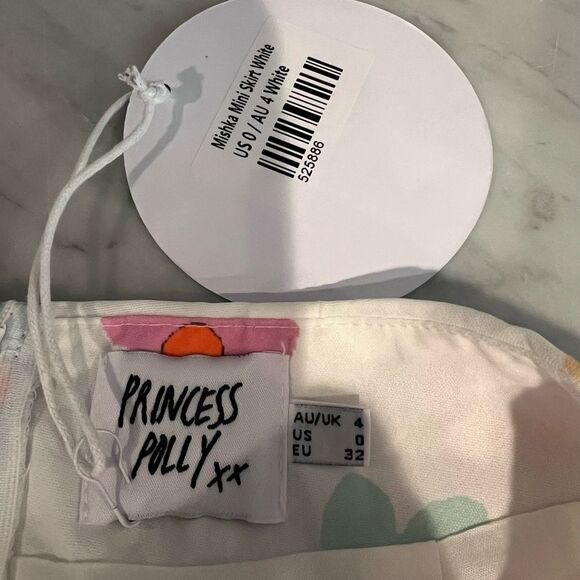 Mishka Mini Skirt White
US 0 / AU 4 White
525886
PRINCESS
POLLY xx
AU/UK 4
US 0
EU 32